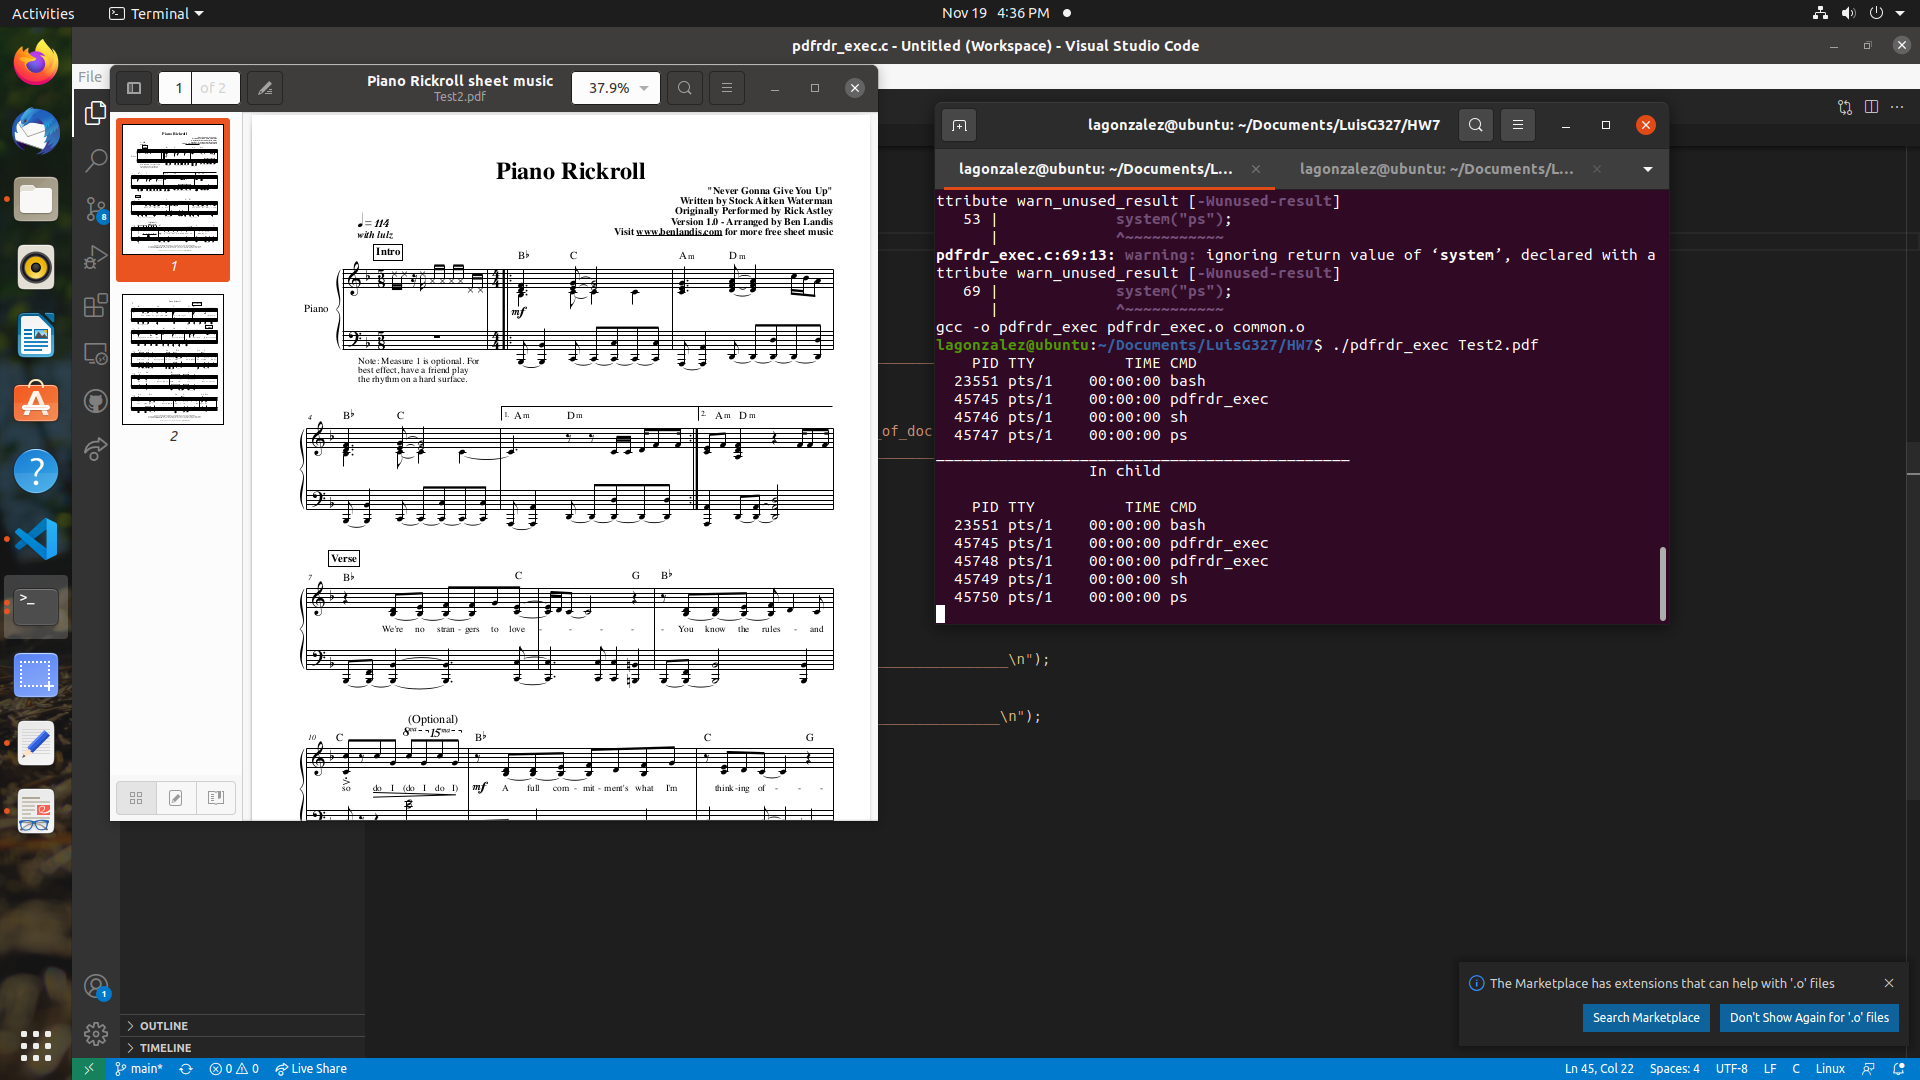 Activities
Terminal
Nov 19 4:36 PM
pdfrdr_exec.c - Untitled (Workspace) - Visual Studio Code
File
1 of 2
Piano Rickroll sheet music
Test2.pdf
37.9%
1
2
Piano Rickroll
"Never Gonna Give You Up"
Written by Stock Aitken Waterman
Originally Performed by Rick Astley
Version 1.0 - Arranged by Ben Landis
Visit www.benlandis.com for more free sheet music
♩ = 114
with lulz
Intro
B♭ C Am Dm
Piano
mf
Note: Measure 1 is optional. For
best effect, have a friend play
the rhythm on a hard surface.
4 B♭ C 1. Am Dm 2. Am Dm
Verse
7 B♭ C G B♭
We're no stran - gers to love - - - - - You know the rules - and
(Optional)
8va 15ma
10 C B♭ C G
so do I (do I do I) mf A full com - mit - ment's what I'm think - ing of - - -
lagonzalez@ubuntu: ~/Documents/LuisG327/HW7
lagonzalez@ubuntu: ~/Documents/L...
lagonzalez@ubuntu: ~/Documents/L...
ttribute warn_unused_result [-Wunused-result]
53 | system("ps");
| ^~~~~~~~~~~~
pdfrdr_exec.c:69:13: warning: ignoring return value of ‘system’, declared with a
ttribute warn_unused_result [-Wunused-result]
69 | system("ps");
| ^~~~~~~~~~~~
gcc -o pdfrdr_exec pdfrdr_exec.o common.o
lagonzalez@ubuntu:~/Documents/LuisG327/HW7$ ./pdfrdr_exec Test2.pdf
PID TTY TIME CMD
23551 pts/1 00:00:00 bash
45745 pts/1 00:00:00 pdfrdr_exec
45746 pts/1 00:00:00 sh
45747 pts/1 00:00:00 ps
______________________________________________
In child
PID TTY TIME CMD
23551 pts/1 00:00:00 bash
45745 pts/1 00:00:00 pdfrdr_exec
45748 pts/1 00:00:00 pdfrdr_exec
45749 pts/1 00:00:00 sh
45750 pts/1 00:00:00 ps
_of_doc
\n");
\n");
8
1
OUTLINE
TIMELINE
The Marketplace has extensions that can help with '.o' files
Search Marketplace
Don't Show Again for '.o' files
main*
0 0
Live Share
Ln 45, Col 22
Spaces: 4
UTF-8
LF
C
Linux